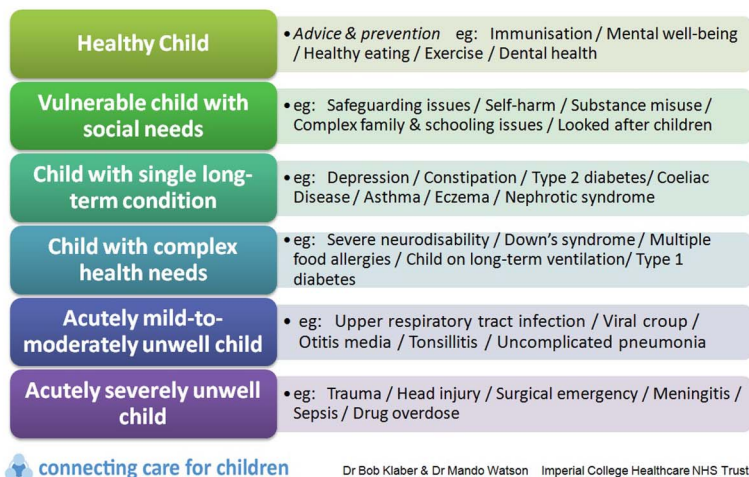 Healthy Child
• Advice & prevention eg: Immunisation / Mental well-being
/ Healthy eating / Exercise / Dental health
Vulnerable child with
social needs
• eg: Safeguarding issues / Self-harm / Substance misuse /
Complex family & schooling issues / Looked after children
Child with single long-
term condition
• eg: Depression / Constipation / Type 2 diabetes/ Coeliac
Disease / Asthma / Eczema / Nephrotic syndrome
Child with complex
health needs
• eg: Severe neurodisability / Down's syndrome / Multiple
food allergies / Child on long-term ventilation/ Type 1
diabetes
Acutely mild-to-
moderately unwell child
• eg: Upper respiratory tract infection / Viral croup /
Otitis media / Tonsillitis / Uncomplicated pneumonia
Acutely severely unwell
child
• eg: Trauma / Head injury / Surgical emergency / Meningitis /
Sepsis / Drug overdose
connecting care for children
Dr Bob Klaber & Dr Mando Watson Imperial College Healthcare NHS Trust